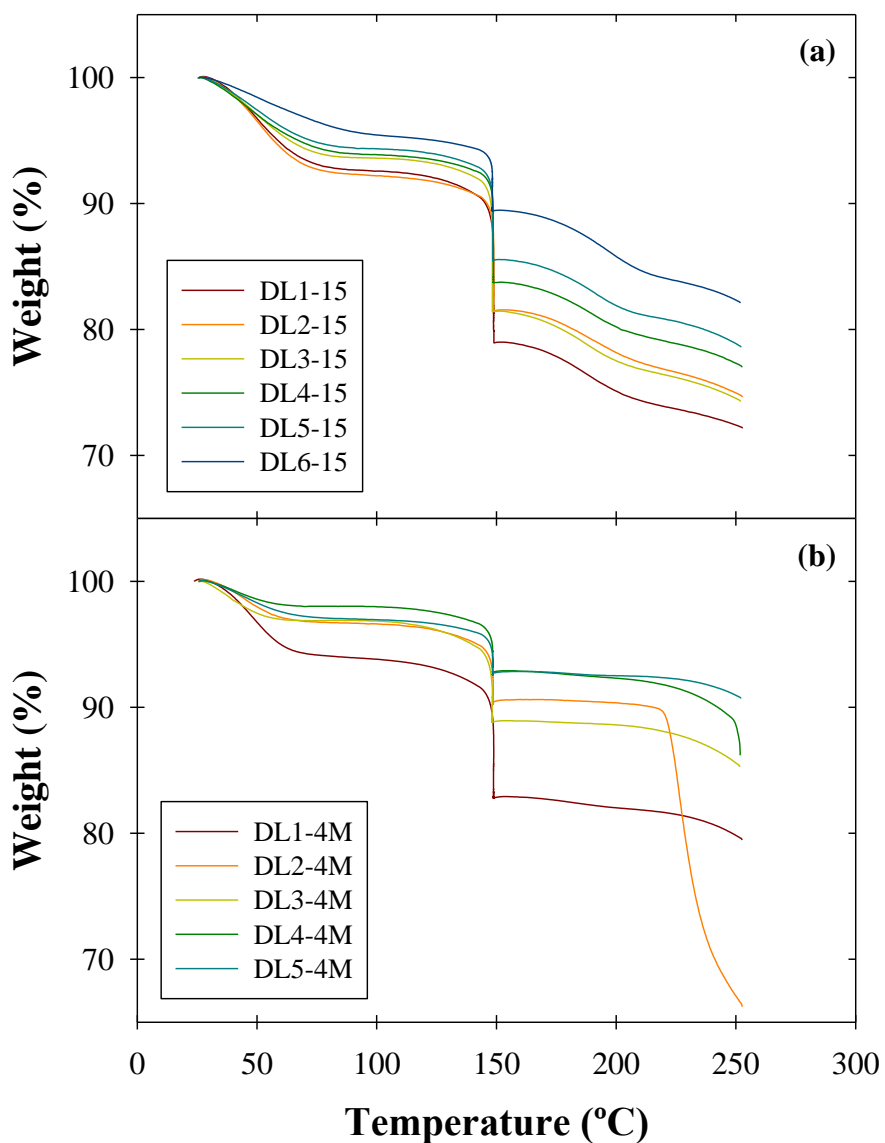 (a)
100
90
80
70
Weight (%)
DL1-15
DL2-15
DL3-15
DL4-15
DL5-15
DL6-15
(b)
100
90
80
70
Weight (%)
DL1-4M
DL2-4M
DL3-4M
DL4-4M
DL5-4M
0 50 100 150 200 250 300
Temperature (ºC)